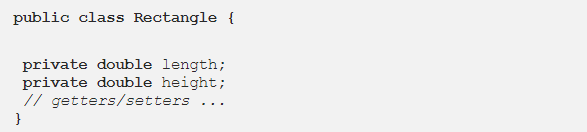 public class Rectangle {
private double length;
private double height;
// getters/setters ...
}